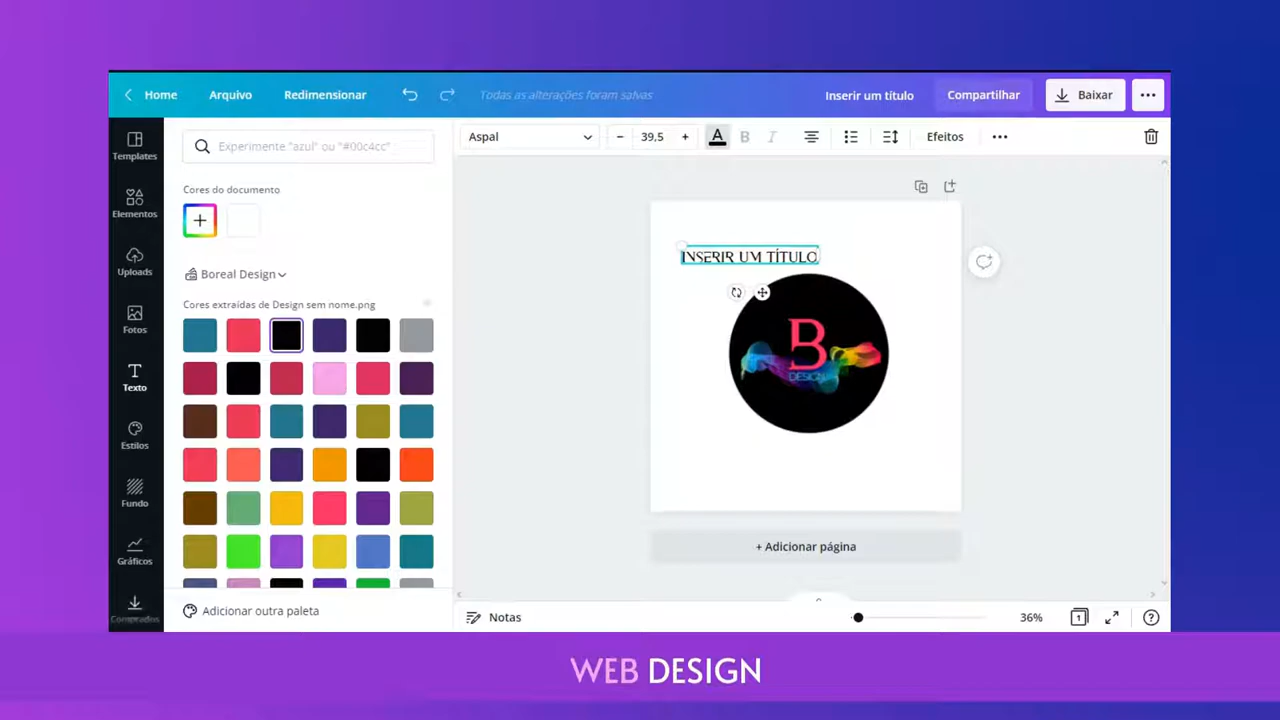 Home
Arquivo
Redimensionar
Todas as alterações foram salvas
Inserir um título
Compartilhar
Baixar
Templates
Elementos
Uploads
Fotos
Texto
Estilos
Fundo
Gráficos
Comprados
Experimente "azul" ou "#00c4cc"
Cores do documento
Boreal Design
Cores extraídas de Design sem nome.png
Adicionar outra paleta
Aspal
39,5
A
B
I
Efeitos
INSERIR UM TÍTULO
B
DESIGN
+ Adicionar página
Notas
36%
1
WEB DESIGN